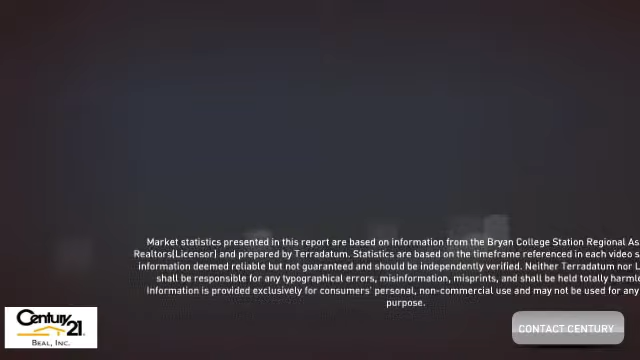 Market statistics presented in this report are based on information from the Bryan College Station Regional As
Realtors(Licensor) and prepared by Terradatum. Statistics are based on the timeframe referenced in each video s
information deemed reliable but not guaranteed and should be independently verified. Neither Terradatum nor L
shall be responsible for any typographical errors, misinformation, misprints, and shall be held totally harml
Information is provided exclusively for consumers' personal, non-commercial use and may not be used for any
purpose.
Century
21
BEAL, INC.
CONTACT CENTURY